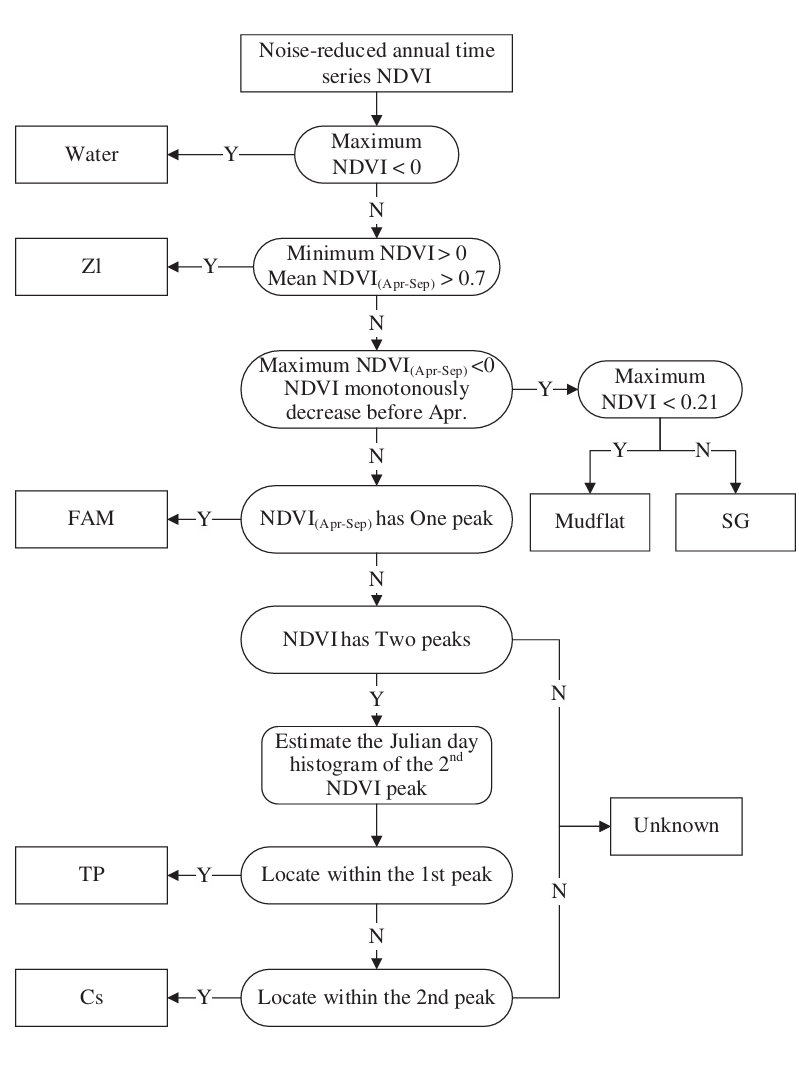 Noise-reduced annual time
series NDVI
Water
Y
Maximum
NDVI < 0
N
Zl
Y
Minimum NDVI > 0
Mean NDVI(Apr-Sep) > 0.7
N
Maximum NDVI(Apr-Sep) <0
NDVI monotonously
decrease before Apr.
Y
Maximum
NDVI < 0.21
Y
N
Mudflat
SG
N
FAM
Y
NDVI(Apr-Sep) has One peak
N
NDVI has Two peaks
N
Y
Estimate the Julian day
histogram of the 2nd
NDVI peak
Unknown
TP
Y
Locate within the 1st peak
N
N
Cs
Y
Locate within the 2nd peak